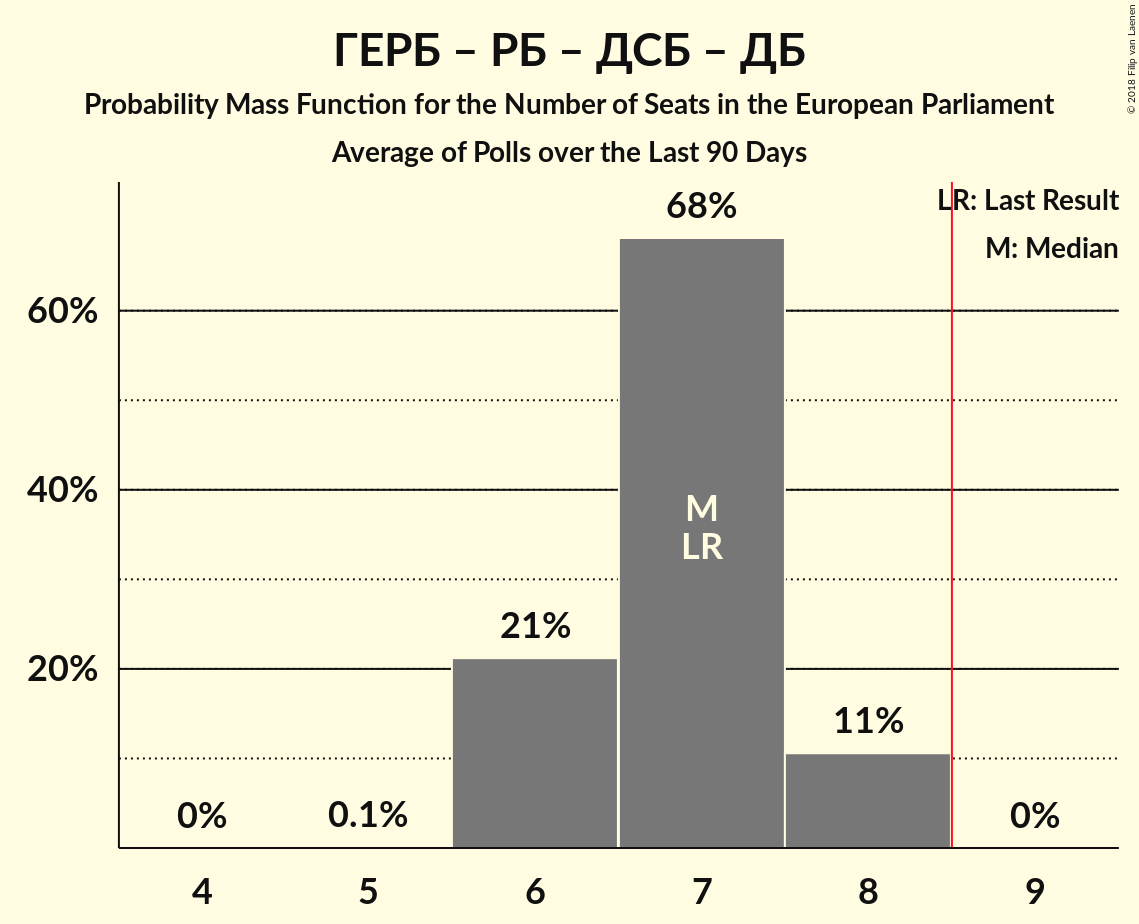 ГЕРБ – РБ – ДСБ – ДБ
Probability Mass Function for the Number of Seats in the European Parliament
Average of Polls over the Last 90 Days
© 2018 Filip van Laenen
LR: Last Result
M: Median
68%
60%
40%
M
LR
21%
20%
11%
0%
0.1%
0%
4
5
6
7
8
9